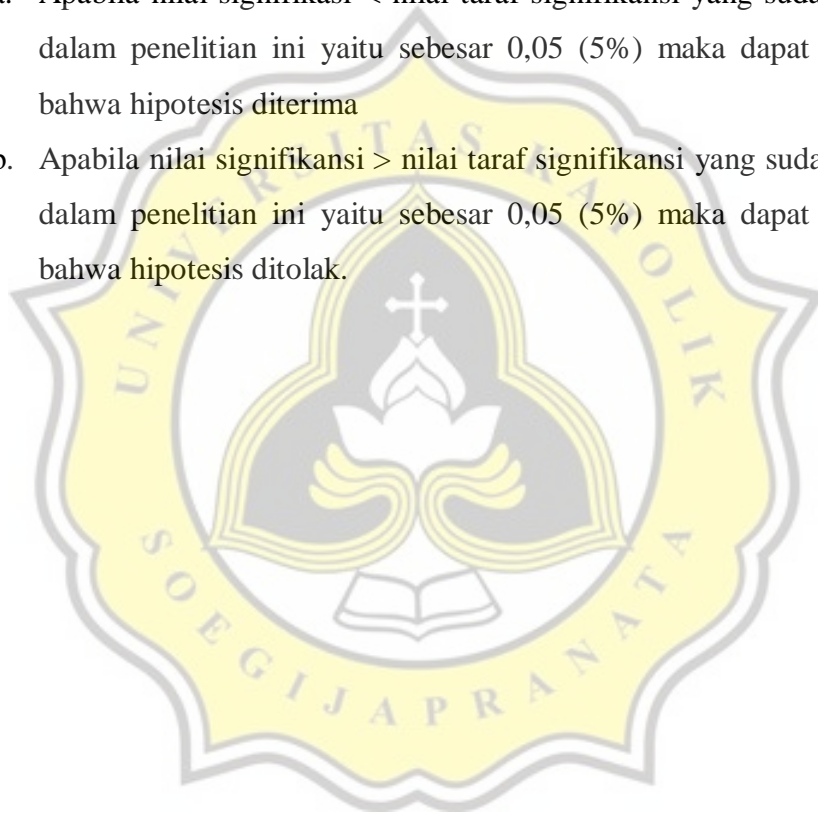 a. Apabila nilai signifikasi < nilai taraf signifikansi yang suda
dalam penelitian ini yaitu sebesar 0,05 (5%) maka dapat
bahwa hipotesis diterima
b. Apabila nilai signifikansi > nilai taraf signifikansi yang suda
dalam penelitian ini yaitu sebesar 0,05 (5%) maka dapat
bahwa hipotesis ditolak.
UNIVERSITAS KATOLIK
SOEGIJAPRANATA